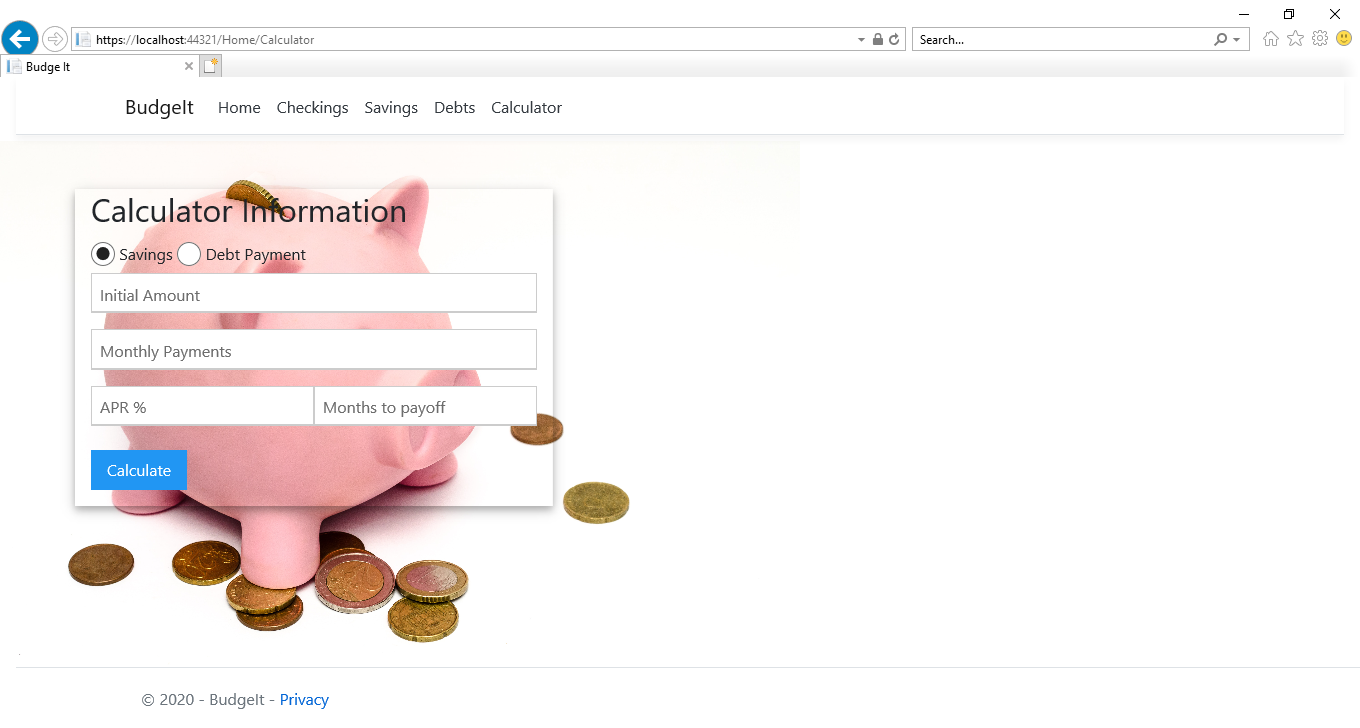 https://localhost:44321/Home/Calculator Search...
Budge It
BudgeIt Home Checkings Savings Debts Calculator
Calculator Information
Savings Debt Payment
Initial Amount
Monthly Payments
APR % Months to payoff
Calculate
© 2020 - BudgeIt - Privacy